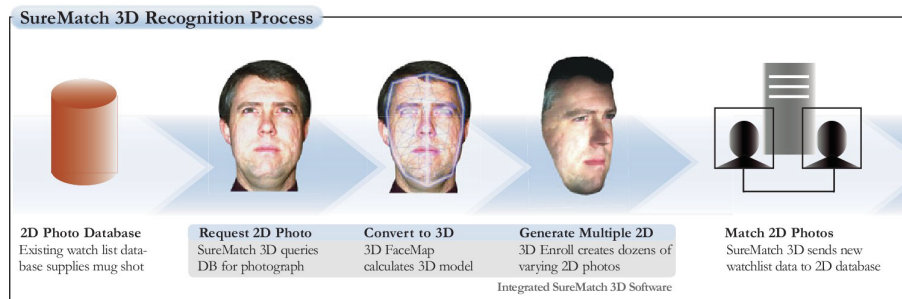 SureMatch 3D Recognition Process
2D Photo Database
Existing watch list data-
base supplies mug shot
Request 2D Photo
SureMatch 3D queries
DB for photograph
Convert to 3D
3D FaceMap
calculates 3D model
Generate Multiple 2D
3D Enroll creates dozens of
varying 2D photos
Match 2D Photos
SureMatch 3D sends new
watchlist data to 2D database
Integrated SureMatch 3D Software